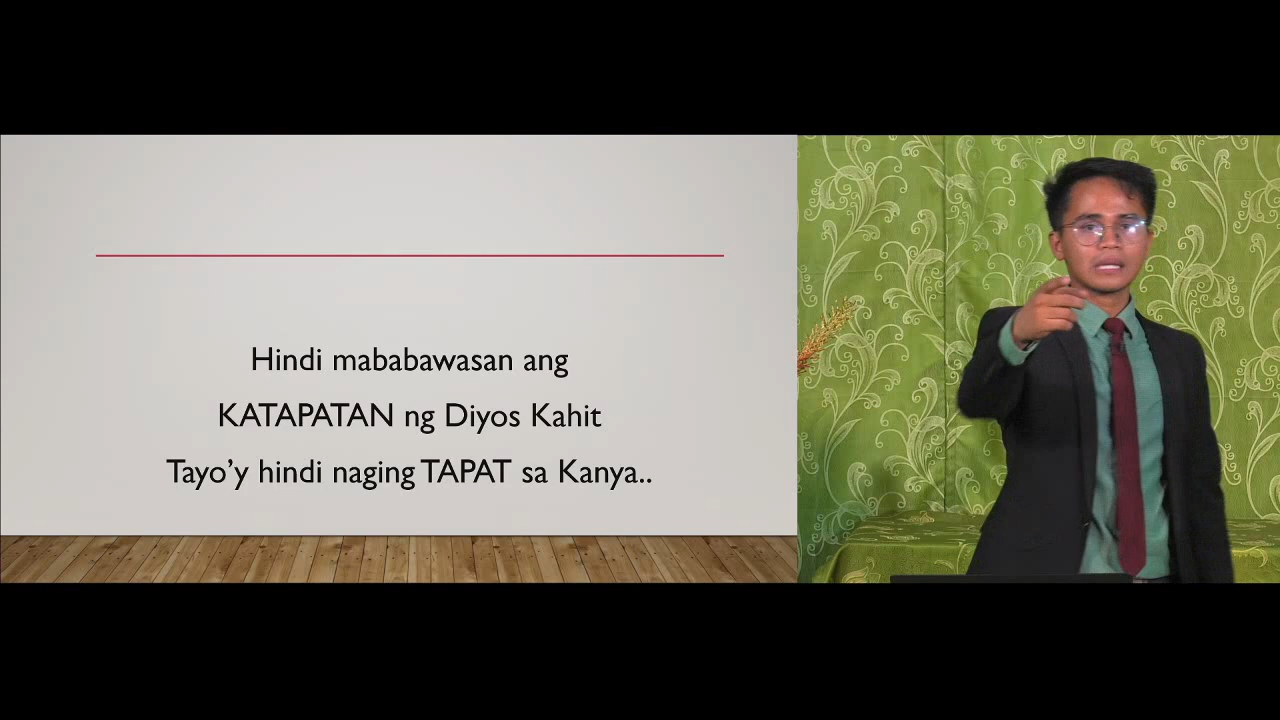 Hindi mababawasan ang
KATAPATAN ng Diyos Kahit
Tayo’y hindi naging TAPAT sa Kanya..